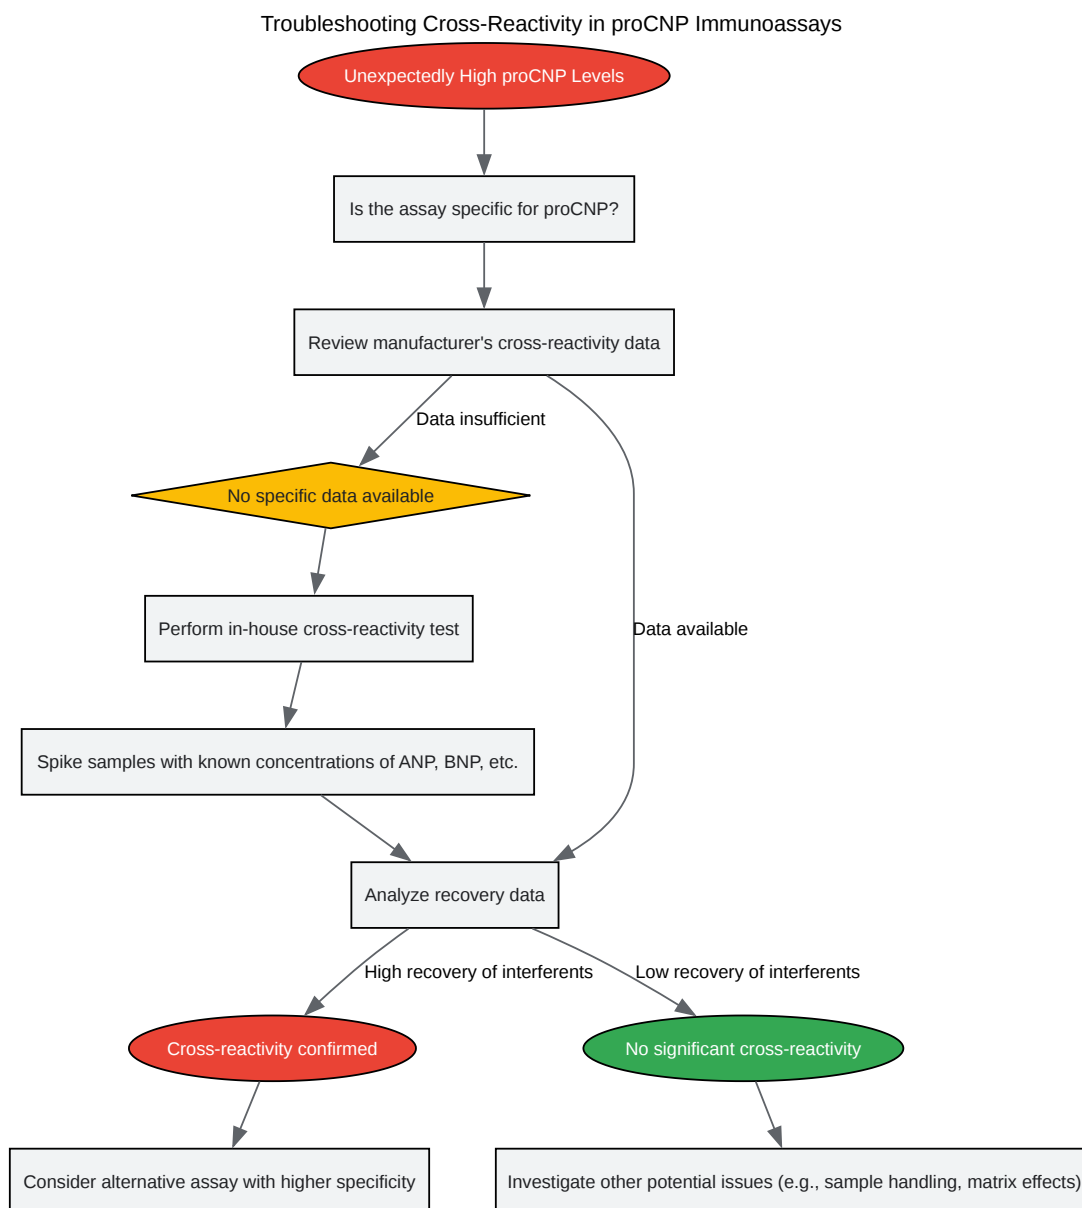 Troubleshooting Cross-Reactivity in proCNP Immunoassays
Unexpectedly High proCNP Levels
Is the assay specific for proCNP?
Review manufacturer's cross-reactivity data
Data insufficient
No specific data available
Perform in-house cross-reactivity test
Data available
Spike samples with known concentrations of ANP, BNP, etc.
Analyze recovery data
High recovery of interferents
Low recovery of interferents
Cross-reactivity confirmed
No significant cross-reactivity
Consider alternative assay with higher specificity
Investigate other potential issues (e.g., sample handling, matrix effects)